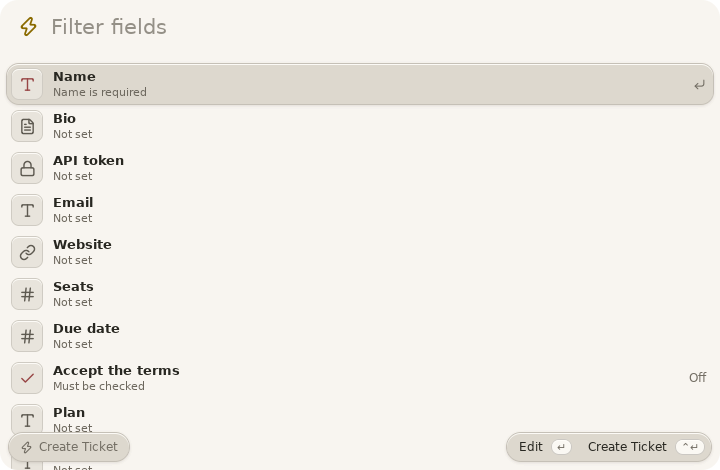 Filter fields
Name
Name is required
Bio
Not set
API token
Not set
Email
Not set
Website
Not set
Seats
Not set
Due date
Not set
Accept the terms
Must be checked
Off
Plan
Not set
Create Ticket
Edit
Create Ticket
Not set